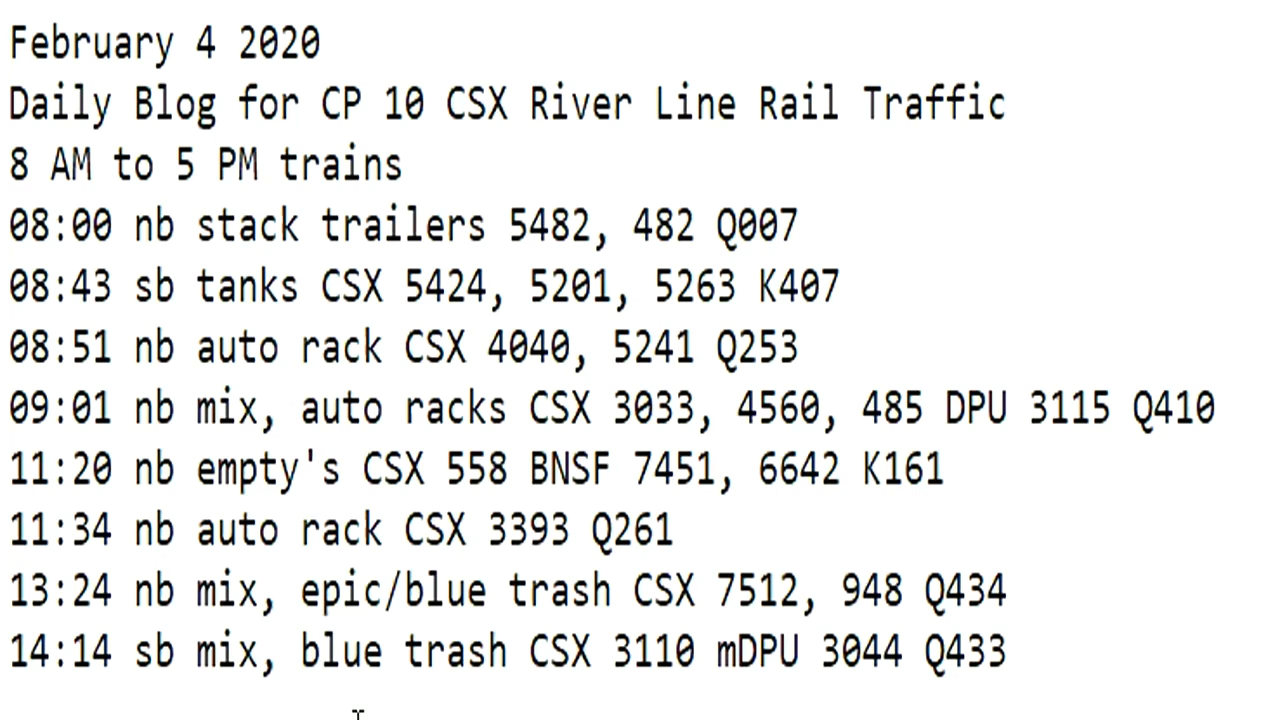 February 4 2020
Daily Blog for CP 10 CSX River Line Rail Traffic
8 AM to 5 PM trains
08:00 nb stack trailers 5482, 482 Q007
08:43 sb tanks CSX 5424, 5201, 5263 K407
08:51 nb auto rack CSX 4040, 5241 Q253
09:01 nb mix, auto racks CSX 3033, 4560, 485 DPU 3115 Q410
11:20 nb empty's CSX 558 BNSF 7451, 6642 K161
11:34 nb auto rack CSX 3393 Q261
13:24 nb mix, epic/blue trash CSX 7512, 948 Q434
14:14 sb mix, blue trash CSX 3110 mDPU 3044 Q433